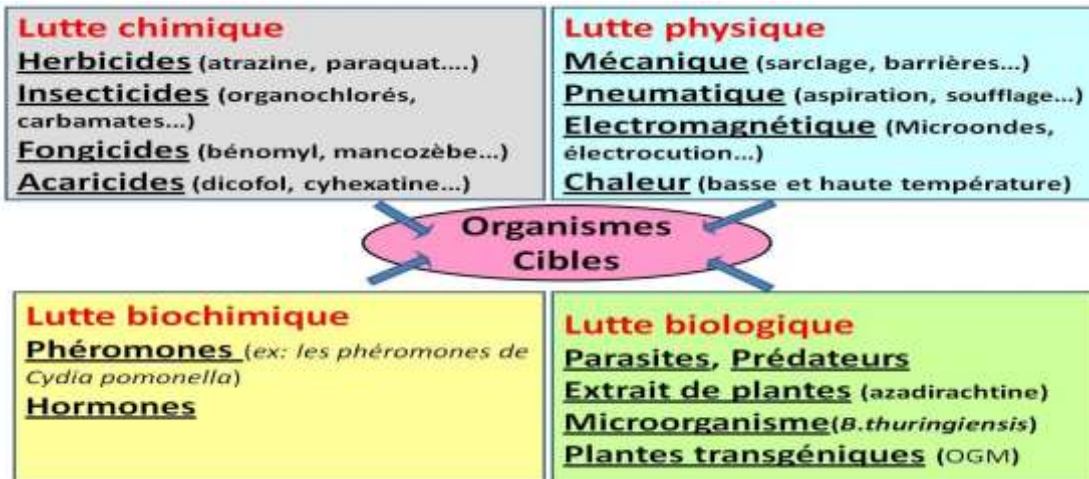 Lutte chimique
Herbicides (atrazine, paraquat....)
Insecticides (organochlorés,
carbamates...)
Fongicides (bénomyl, mancozèbe...)
Acaricides (dicofol, cyhexatine...)
Lutte physique
Mécanique (sarclage, barrières...)
Pneumatique (aspiration, soufflage...)
Electromagnétique (Microondes,
électrocution...)
Chaleur (basse et haute température)
Organismes
Cibles
Lutte biochimique
Phéromones (ex: les phéromones de
Cydia pomonella)
Hormones
Lutte biologique
Parasites, Prédateurs
Extrait de plantes (azadirachtine)
Microorganisme(B.thuringiensis)
Plantes transgéniques (OGM)